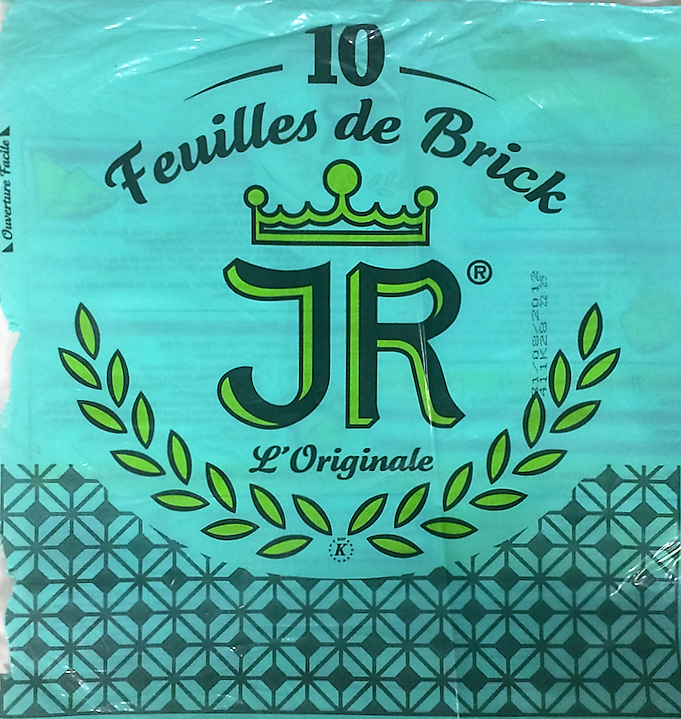 10
Feuilles de Brick
JR®
L'Originale
K
Ouverture Facile